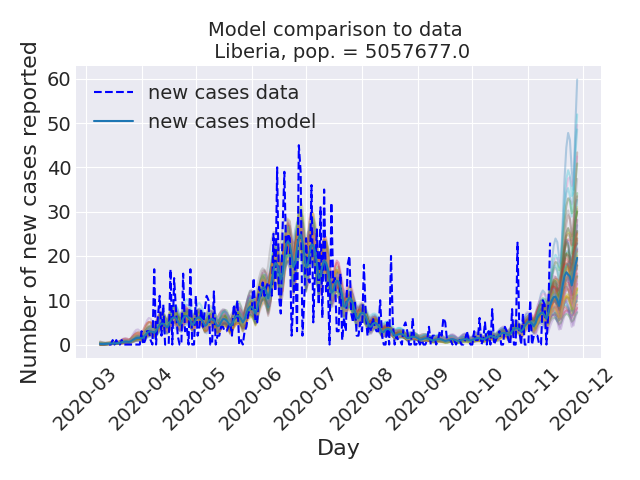 Model comparison to data
Liberia, pop. = 5057677.0
Number of new cases reported
60
50
40
30
20
10
0
new cases data
new cases model
2020-03
2020-04
2020-05
2020-06
2020-07
2020-08
2020-09
2020-10
2020-11
2020-12
Day